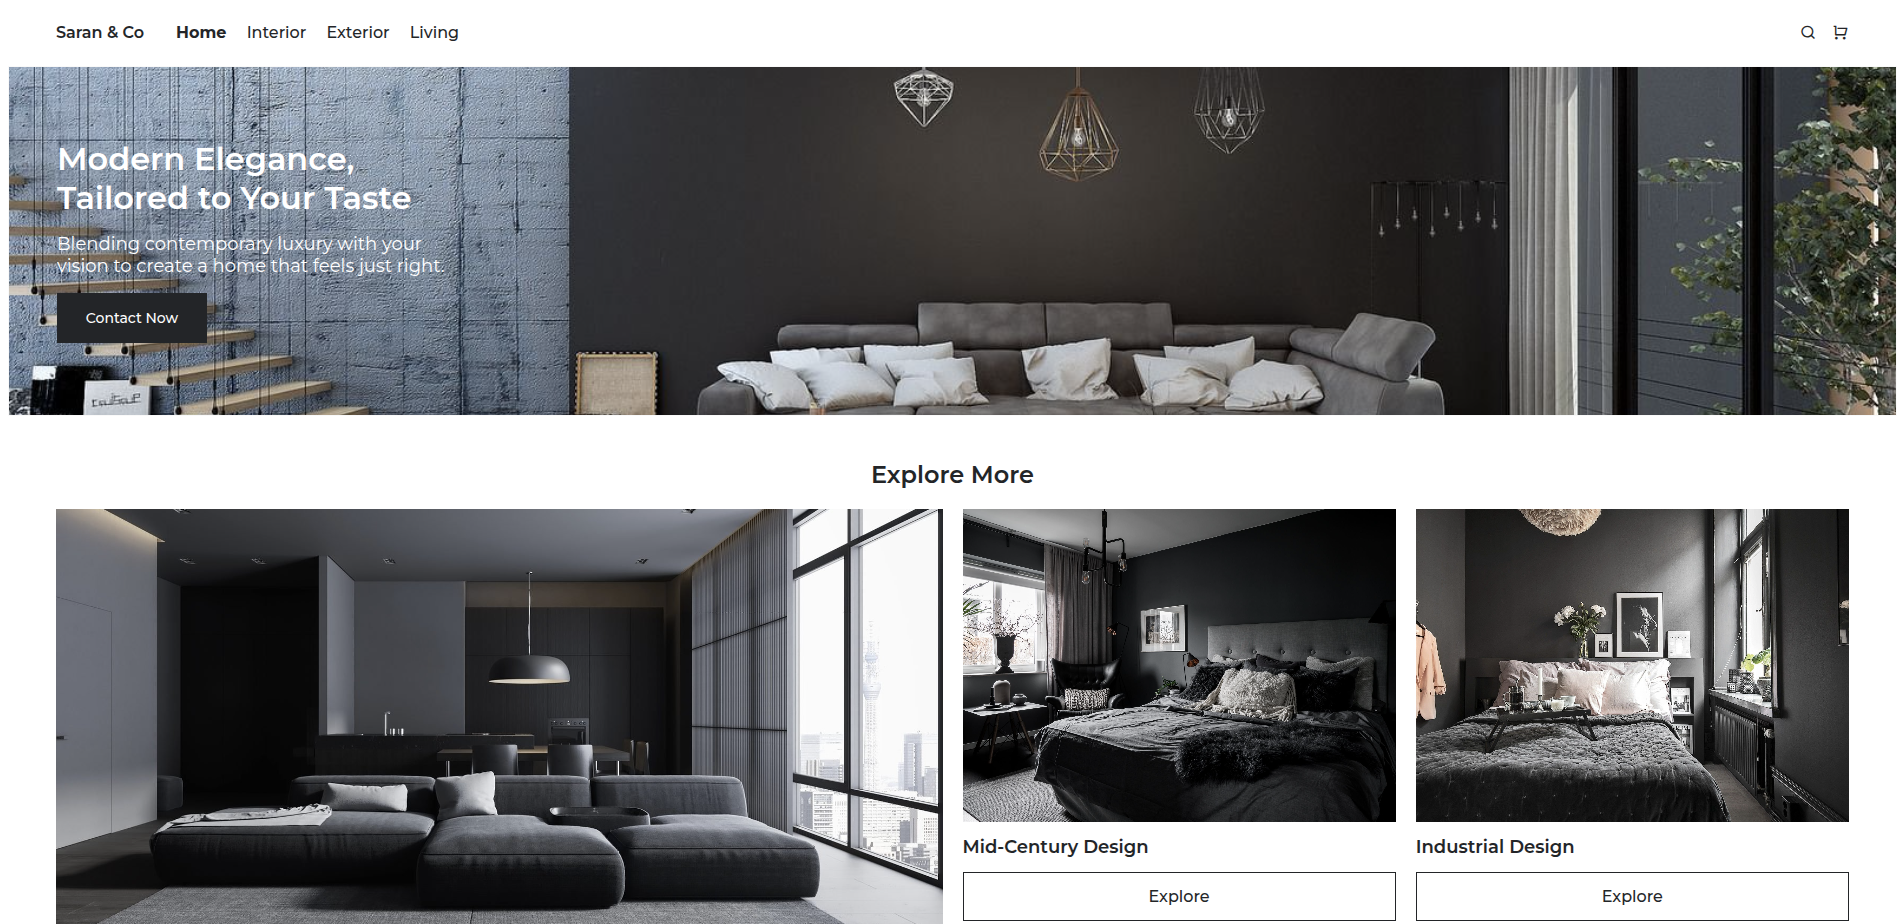 Saran & Co
Home
Interior
Exterior
Living
Modern Elegance,
Tailored to Your Taste
Blending contemporary luxury with your
vision to create a home that feels just right.
Contact Now
Explore More
Mid-Century Design
Industrial Design
Explore
Explore